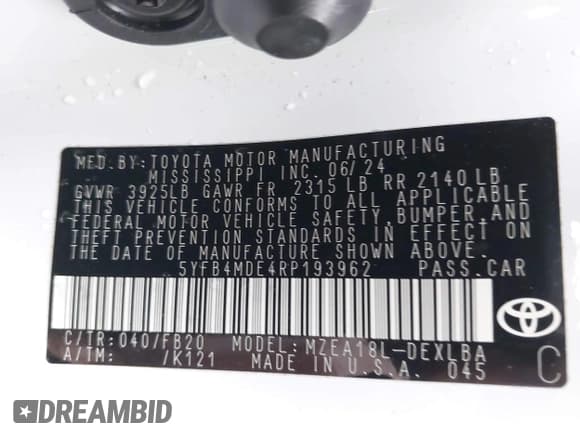 MFD.BY:TOYOTA MOTOR MANUFACTURING
MISSISSIPPI INC. 06/24
GVWR 3925LB GAWR FR 2315 LB RR 2140LB
THIS VEHICLE CONFORMS TO ALL APPLICABLE
FEDERAL MOTOR VEHICLE SAFETY, BUMPER, AND
THEFT PREVENTION STANDARDS IN EFFECT ON
THE DATE OF MANUFACTURE SHOWN ABOVE.
5YFB4MDE4RP193962 PASS.CAR
C/TR: 040/FB20 MODEL: MZEA18L-DEXLBA
A/TM: /K121 MADE IN U.S.A. 045 C
DREAMBID